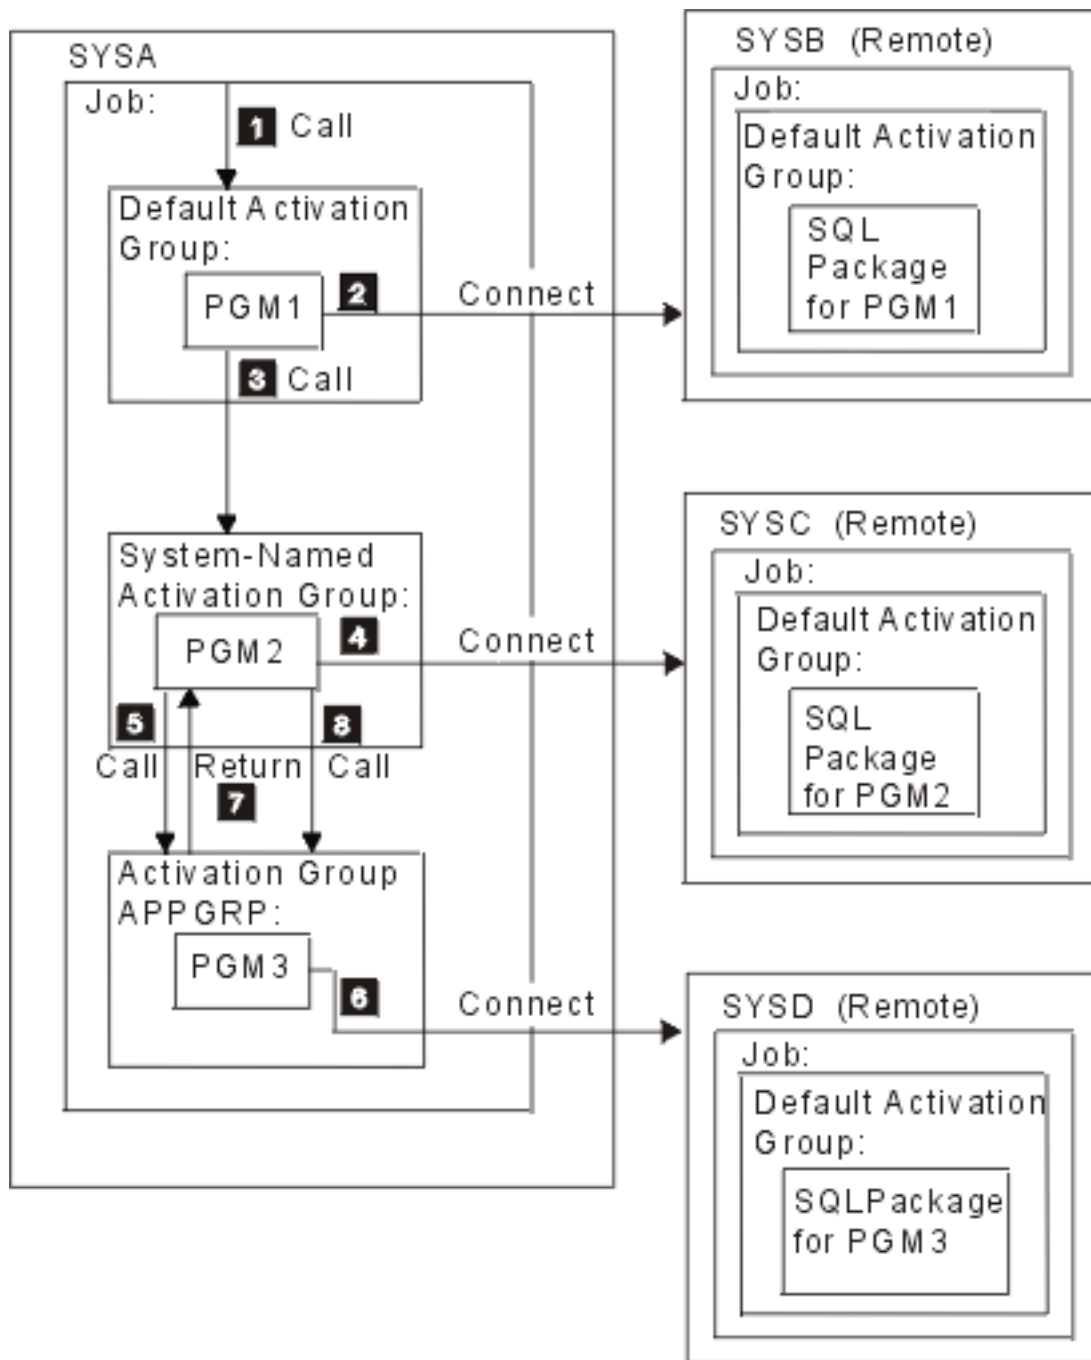 SYSA
Job:
1 Call
Default Activation
Group:
PGM1
2
Connect
3 Call
System-Named
Activation Group:
PGM2
4
Connect
5
8
Call
Return
Call
7
Activation Group
APPGRP:
PGM3
6
Connect
SYSB (Remote)
Job:
Default Activation
Group:
SQL
Package
for PGM1
SYSC (Remote)
Job:
Default Activation
Group:
SQL
Package
for PGM2
SYSD (Remote)
Job:
Default Activation
Group:
SQLPackage
for PGM3